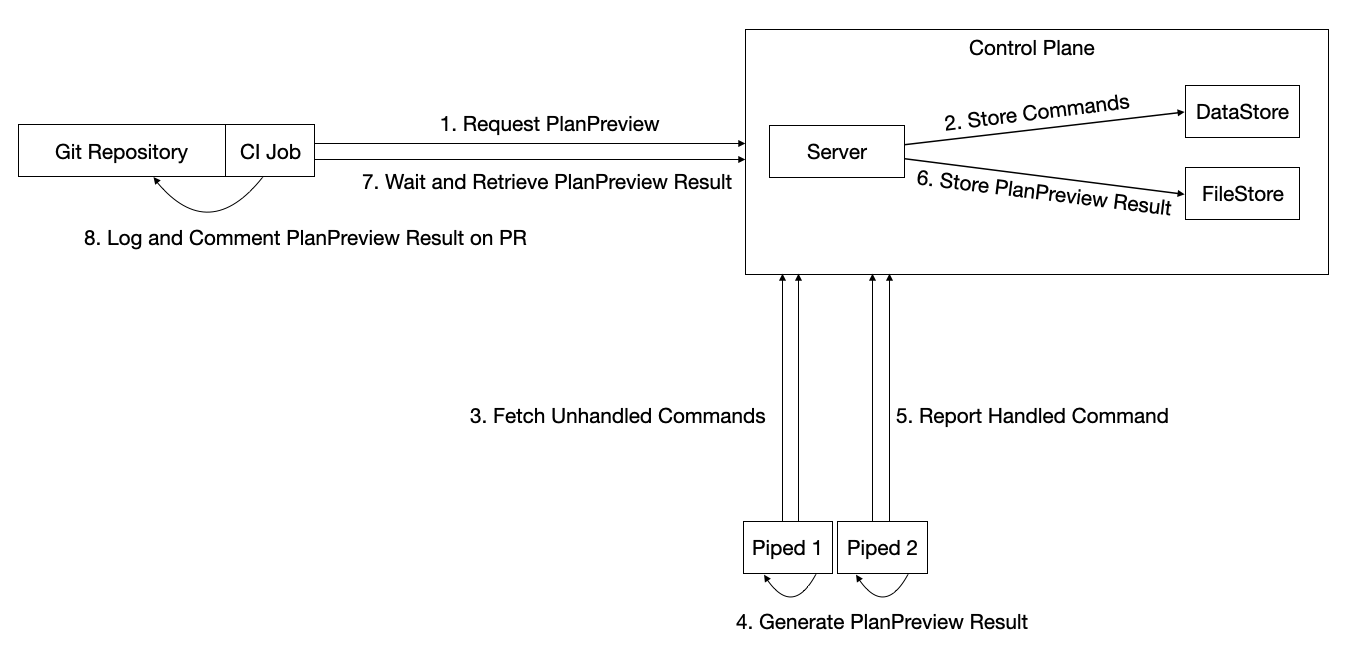 Control Plane
DataStore
2. Store Commands
1. Request PlanPreview
Git Repository
CI Job
Server
7. Wait and Retrieve PlanPreview Result
6. Store PlanPreview Result
FileStore
8. Log and Comment PlanPreview Result on PR
3. Fetch Unhandled Commands
5. Report Handled Command
Piped 1
Piped 2
4. Generate PlanPreview Result